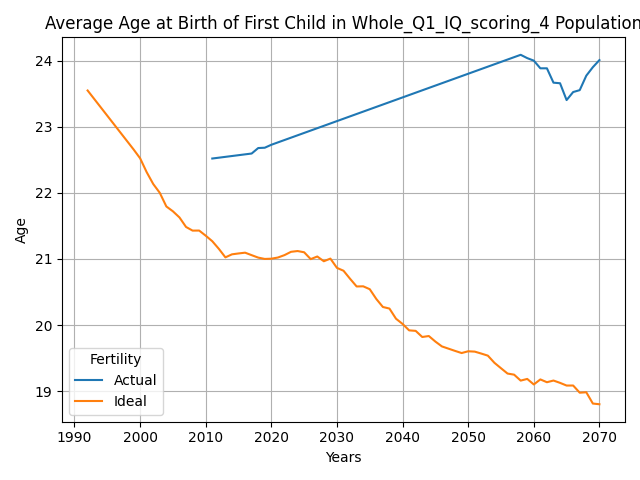 Average Age at Birth of First Child in Whole_Q1_IQ_scoring_4 Population
24
23
22
21
20
19
Age
Fertility
Actual
Ideal
1990 2000 2010 2020 2030 2040 2050 2060 2070
Years